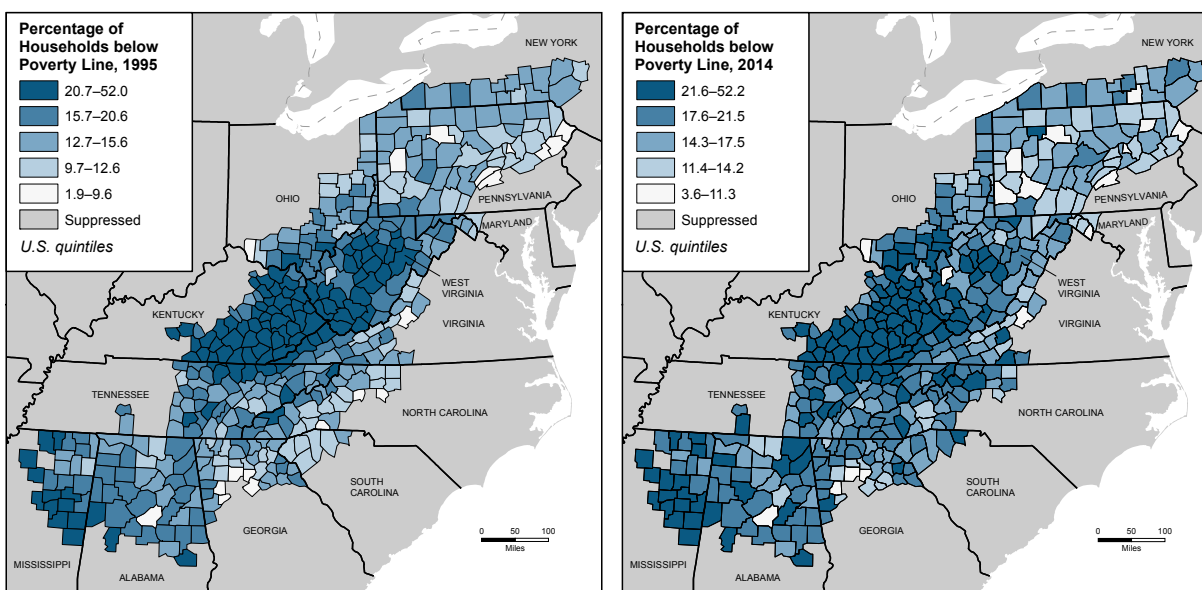 Percentage of
Households below
Poverty Line, 1995
20.7–52.0
15.7–20.6
12.7–15.6
9.7–12.6
1.9–9.6
Suppressed
U.S. quintiles
NEW YORK
PENNSYLVANIA
OHIO
MARYLAND
WEST
VIRGINIA
VIRGINIA
KENTUCKY
TENNESSEE
NORTH CAROLINA
SOUTH
CAROLINA
GEORGIA
MISSISSIPPI
ALABAMA
0 50 100
Miles
Percentage of
Households below
Poverty Line, 2014
21.6–52.2
17.6–21.5
14.3–17.5
11.4–14.2
3.6–11.3
Suppressed
U.S. quintiles
NEW YORK
PENNSYLVANIA
OHIO
MARYLAND
WEST
VIRGINIA
VIRGINIA
KENTUCKY
TENNESSEE
NORTH CAROLINA
SOUTH
CAROLINA
GEORGIA
MISSISSIPPI
ALABAMA
0 50 100
Miles